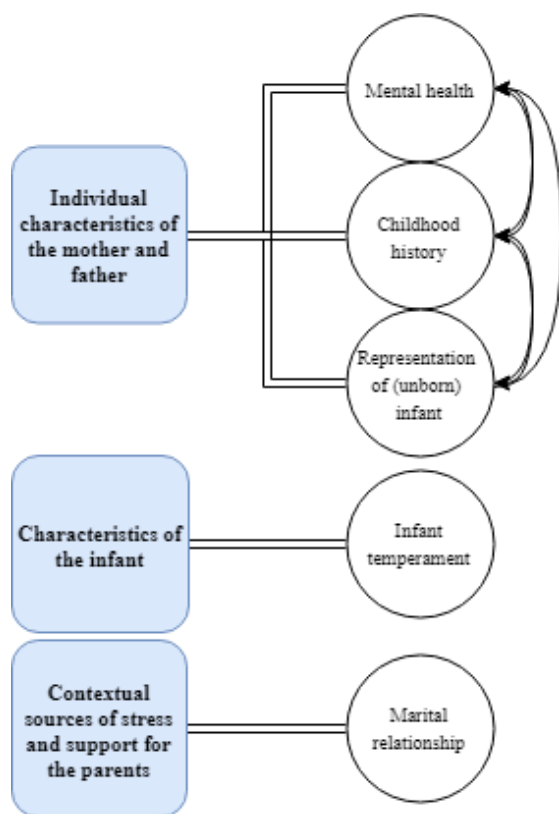 Mental health
Individual
characteristics of
the mother and
father
Childhood
history
Representation
of (unborn)
infant
Characteristics of
the infant
Infant
temperament
Contextual
sources of stress
and support for
the parents
Marital
relationship